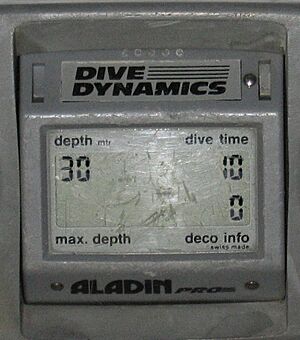 DIVE
DYNAMICS
depth mtr dive time
30 10
0
max. depth deco info
swiss made
ALADIN PRO